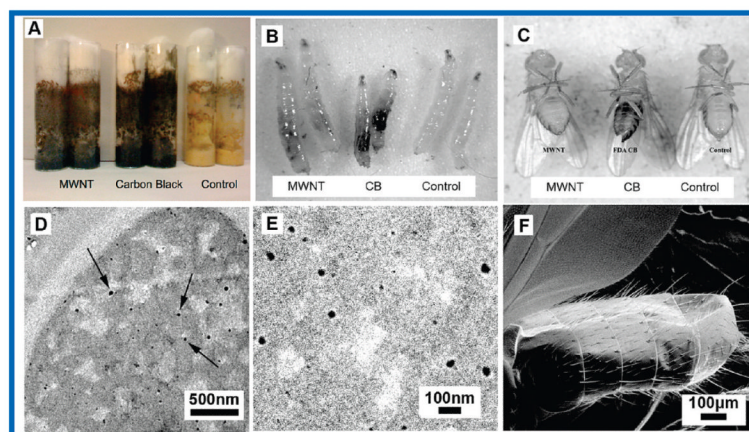 A
MWNT Carbon Black Control
B
MWNT CB Control
C
MWNT FDA CB Control
MWNT CB Control
D
500nm
E
100nm
F
100µm